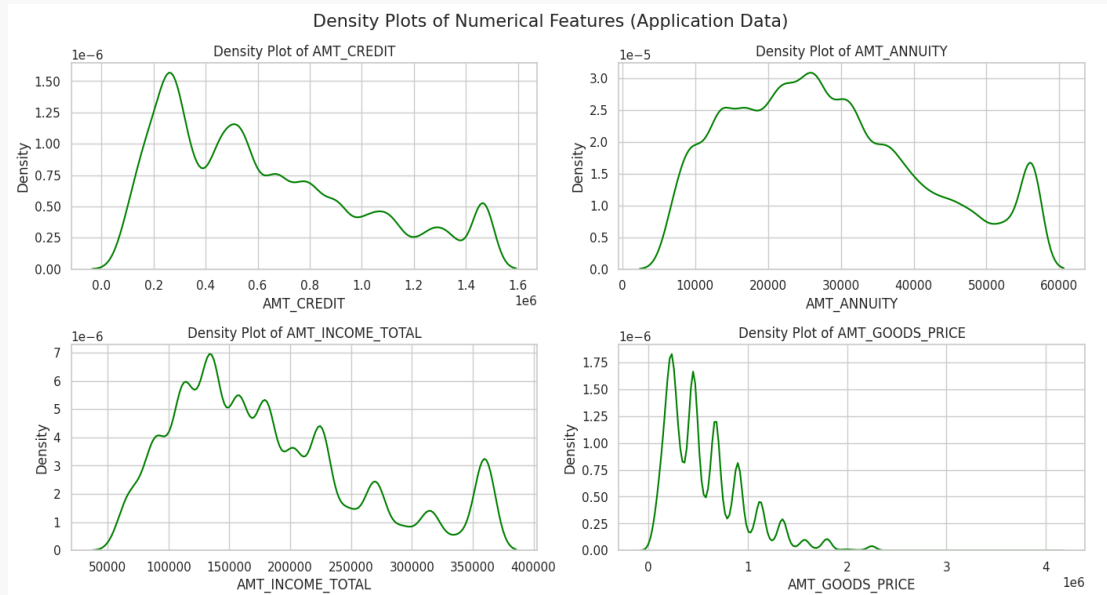 Density Plots of Numerical Features (Application Data)
Density Plot of AMT_CREDIT
1e−6
Density
1.50
1.25
1.00
0.75
0.50
0.25
0.00
0.0 0.2 0.4 0.6 0.8 1.0 1.2 1.4 1.6
1e6
AMT_CREDIT
Density Plot of AMT_ANNUITY
1e−5
Density
3.0
2.5
2.0
1.5
1.0
0.5
0.0
0 10000 20000 30000 40000 50000 60000
AMT_ANNUITY
Density Plot of AMT_INCOME_TOTAL
1e−6
Density
7
6
5
4
3
2
1
0
50000 100000 150000 200000 250000 300000 350000 400000
AMT_INCOME_TOTAL
Density Plot of AMT_GOODS_PRICE
1e−6
Density
1.75
1.50
1.25
1.00
0.75
0.50
0.25
0.00
0 1 2 3 4
1e6
AMT_GOODS_PRICE